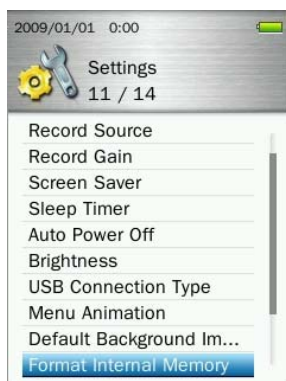 2009/01/01 0:00
Settings
11 / 14
Record Source
Record Gain
Screen Saver
Sleep Timer
Auto Power Off
Brightness
USB Connection Type
Menu Animation
Default Background Im...
Format Internal Memory